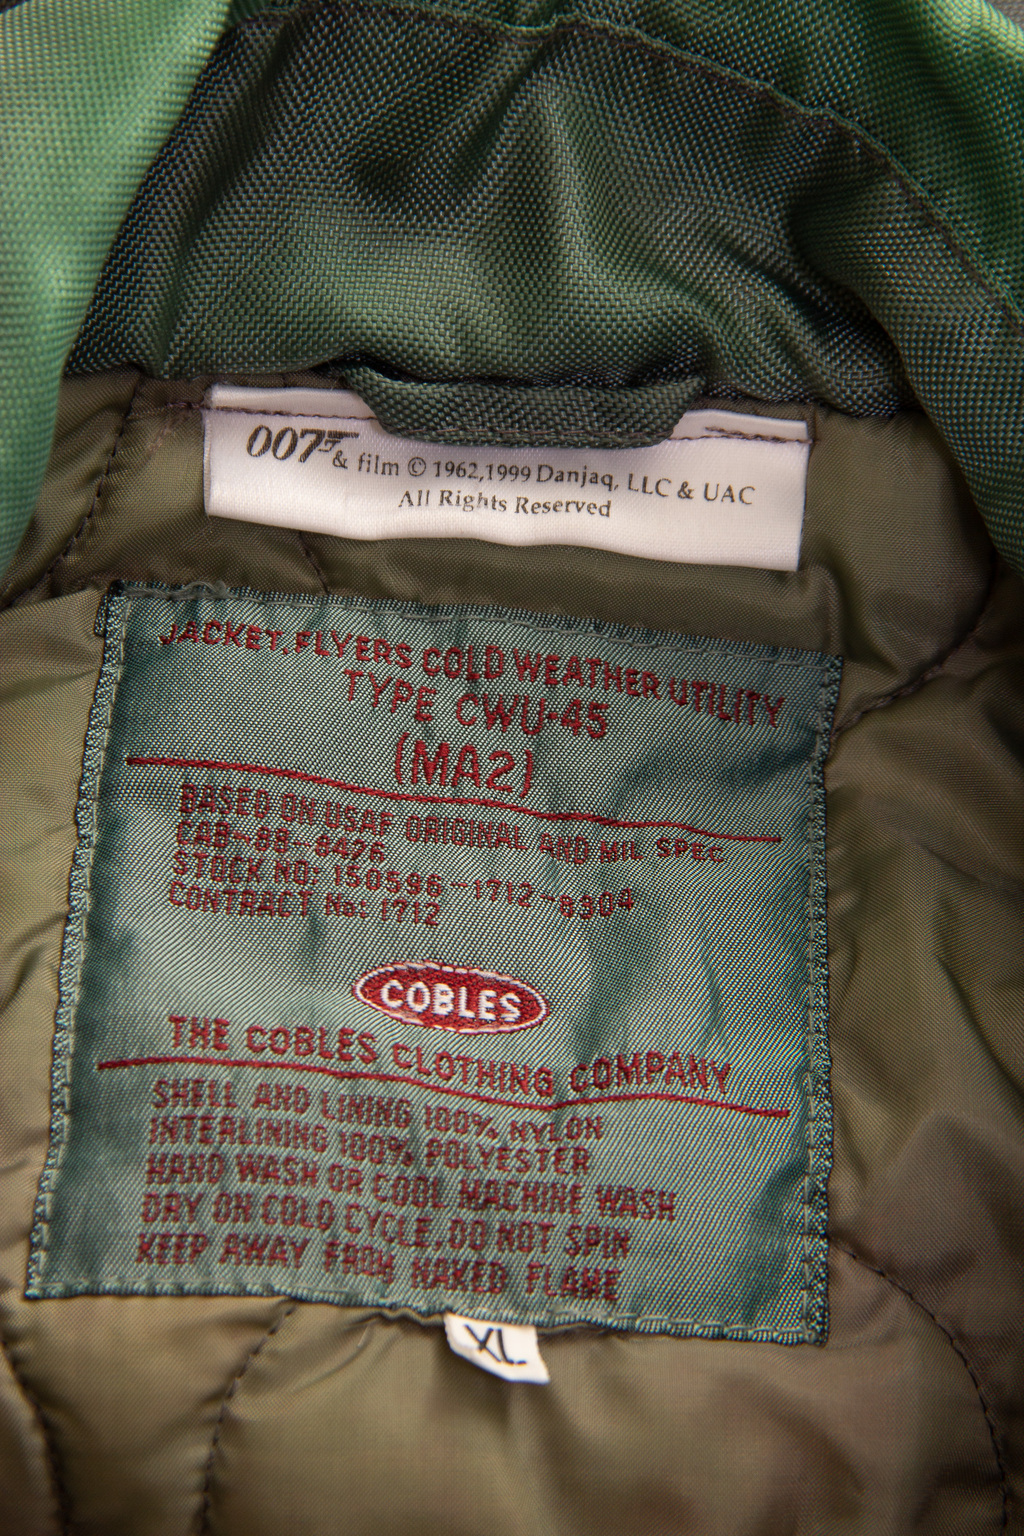 007 & film © 1962,1999 Danjaq, LLC & UAC
All Rights Reserved
JACKET,FLYERS COLD WEATHER UTILITY
TYPE CWU-45
(MA2)
BASED ON USAF ORIGINAL AND MIL SPEC
CAB-88-8476
STOCK NO: 150596-1712-8304
CONTRACT No: 1712
COBLES
THE COBLES CLOTHING COMPANY
SHELL AND LINING 100% NYLON
INTERLINING 100% POLYESTER
HAND WASH OR COOL MACHINE WASH
DRY ON COLD CYCLE,DO NOT SPIN
KEEP AWAY FROM NAKED FLAME
XL